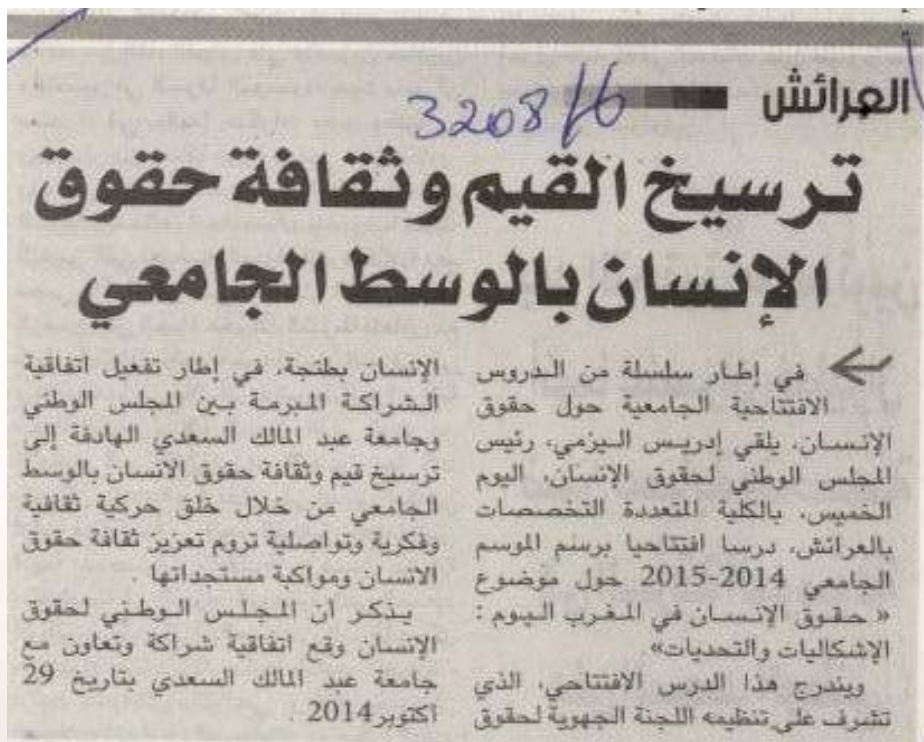 العرائش
3208/6
ترسيخ القيم وثقافة حقوق
الإنسان بالوسط الجامعي
في إطار سلسلة من الدروس
الافتتاحية الجامعية حول حقوق
الإنسان، يلقي إدريس اليزمي، رئيس
المجلس الوطني لحقوق الإنسان، اليوم
الخميس، بالكلية المتعددة التخصصات
بالعرائش، درسا افتتاحيا برسم الموسم
الجامعي 2014-2015 حول موضوع
« حقوق الإنسان في المغرب اليوم :
الإشكاليات والتحديات»
ويندرج هذا الدرس الافتتاحي، الذي
تشرف على تنظيمه اللجنة الجهوية لحقوق
الإنسان بطنجة، في إطار تفعيل اتفاقية
الشراكة المبرمة بين المجلس الوطني
وجامعة عبد المالك السعدي الهادفة إلى
ترسيخ قيم وثقافة حقوق الانسان بالوسط
الجامعي من خلال خلق حركية ثقافية
وفكرية وتواصلية تروم تعزيز ثقافة حقوق
الانسان ومواكبة مستجداتها .
يذكر أن المجلس الوطني لحقوق
الإنسان وقع اتفاقية شراكة وتعاون مع
جامعة عبد المالك السعدي بتاريخ 29
أكتوبر 2014 .